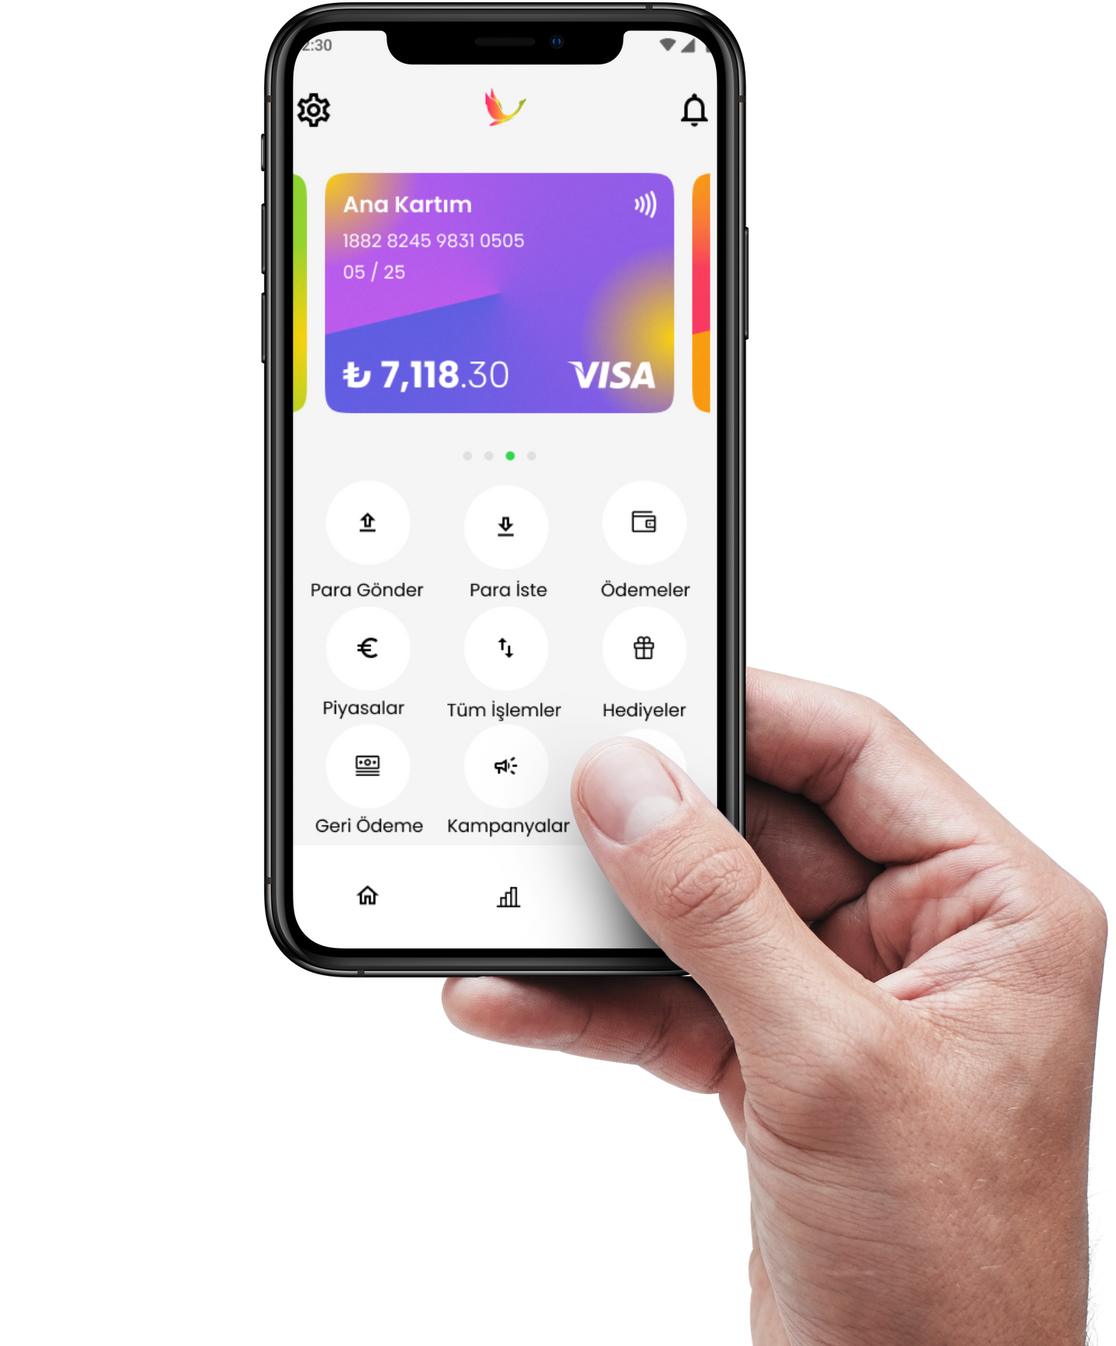 2:30
Ana Kartım
1882 8245 9831 0505
05 / 25
₺ 7,118.30 VISA
Para Gönder Para İste Ödemeler
Piyasalar Tüm İşlemler Hediyeler
Geri Ödeme Kampanyalar